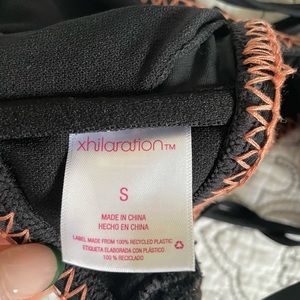 xhilaration™
S
MADE IN CHINA
HECHO EN CHINA
LABEL MADE FROM 100% RECYCLED PLASTIC
ETIQUETA ELABORADA CON PLÁSTICO
100 % RECICLADO